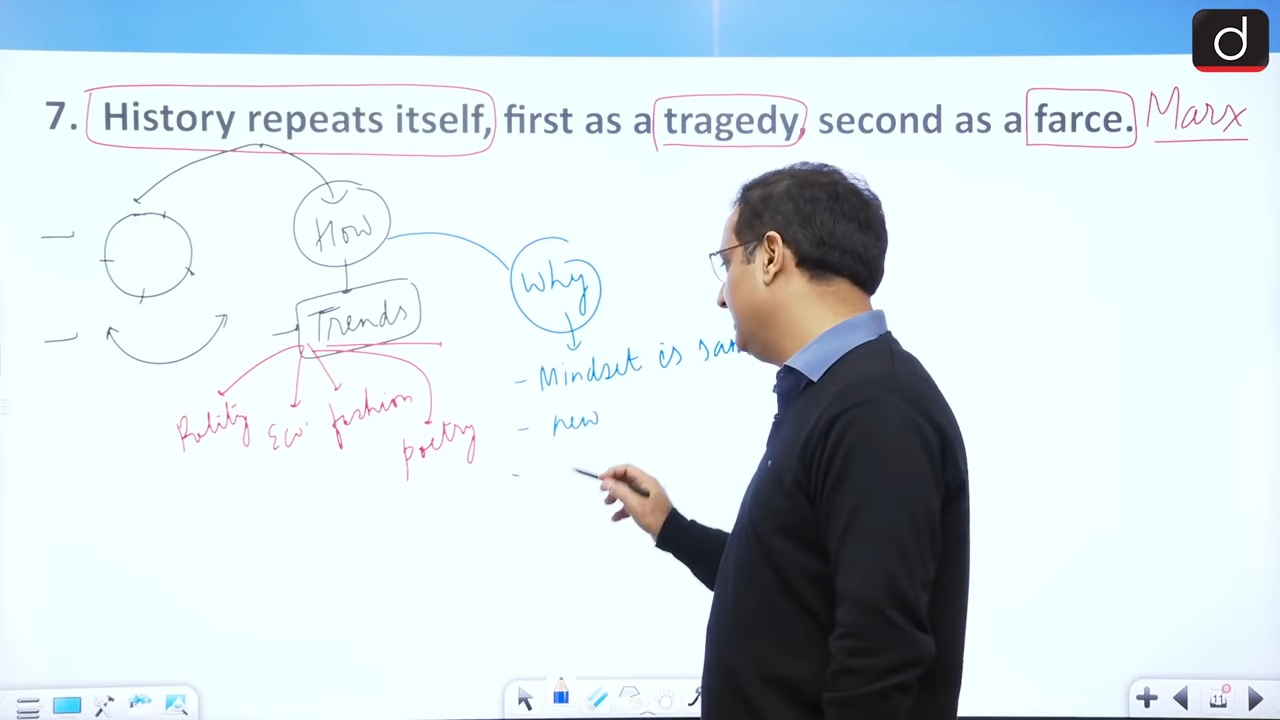 d
7. History repeats itself, first as a tragedy, second as a farce. Marx
How
Why
Trends
- Mindset is
- new
-
Polity Eco. fashion
poetry
11